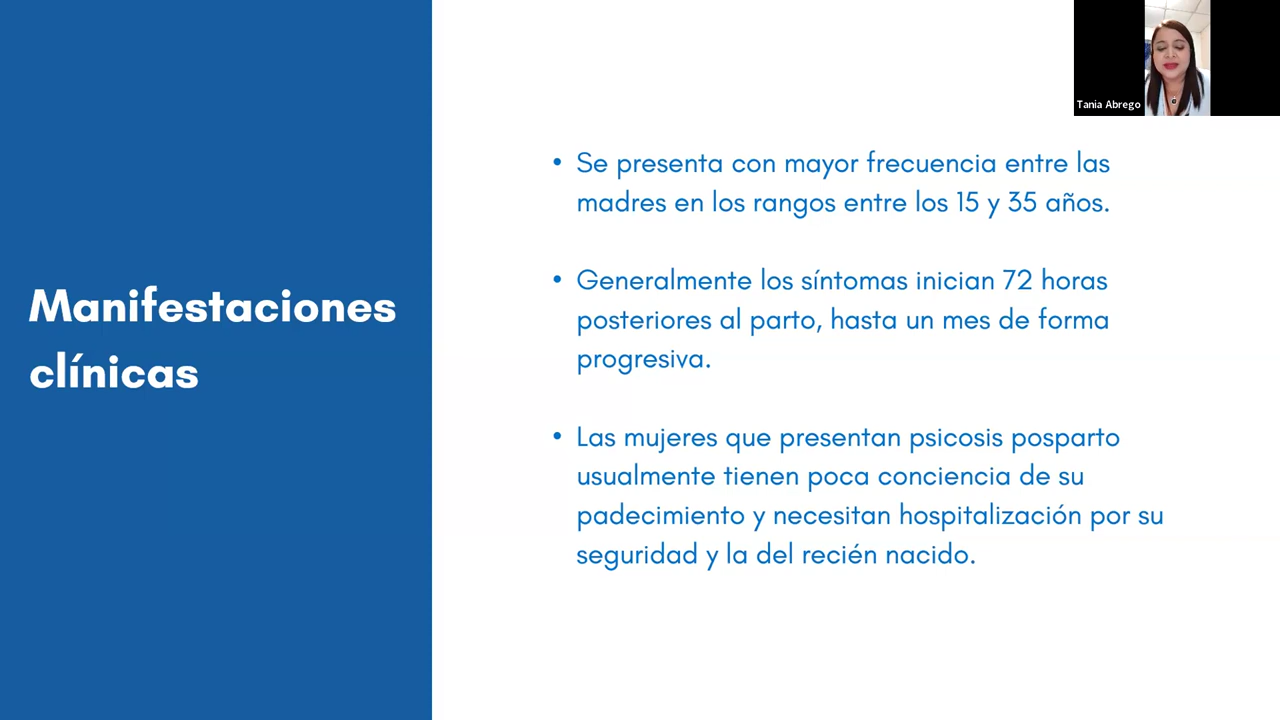 Tania Abrego
Manifestaciones
clínicas
• Se presenta con mayor frecuencia entre las
madres en los rangos entre los 15 y 35 años.
• Generalmente los síntomas inician 72 horas
posteriores al parto, hasta un mes de forma
progresiva.
• Las mujeres que presentan psicosis posparto
usualmente tienen poca conciencia de su
padecimiento y necesitan hospitalización por su
seguridad y la del recién nacido.